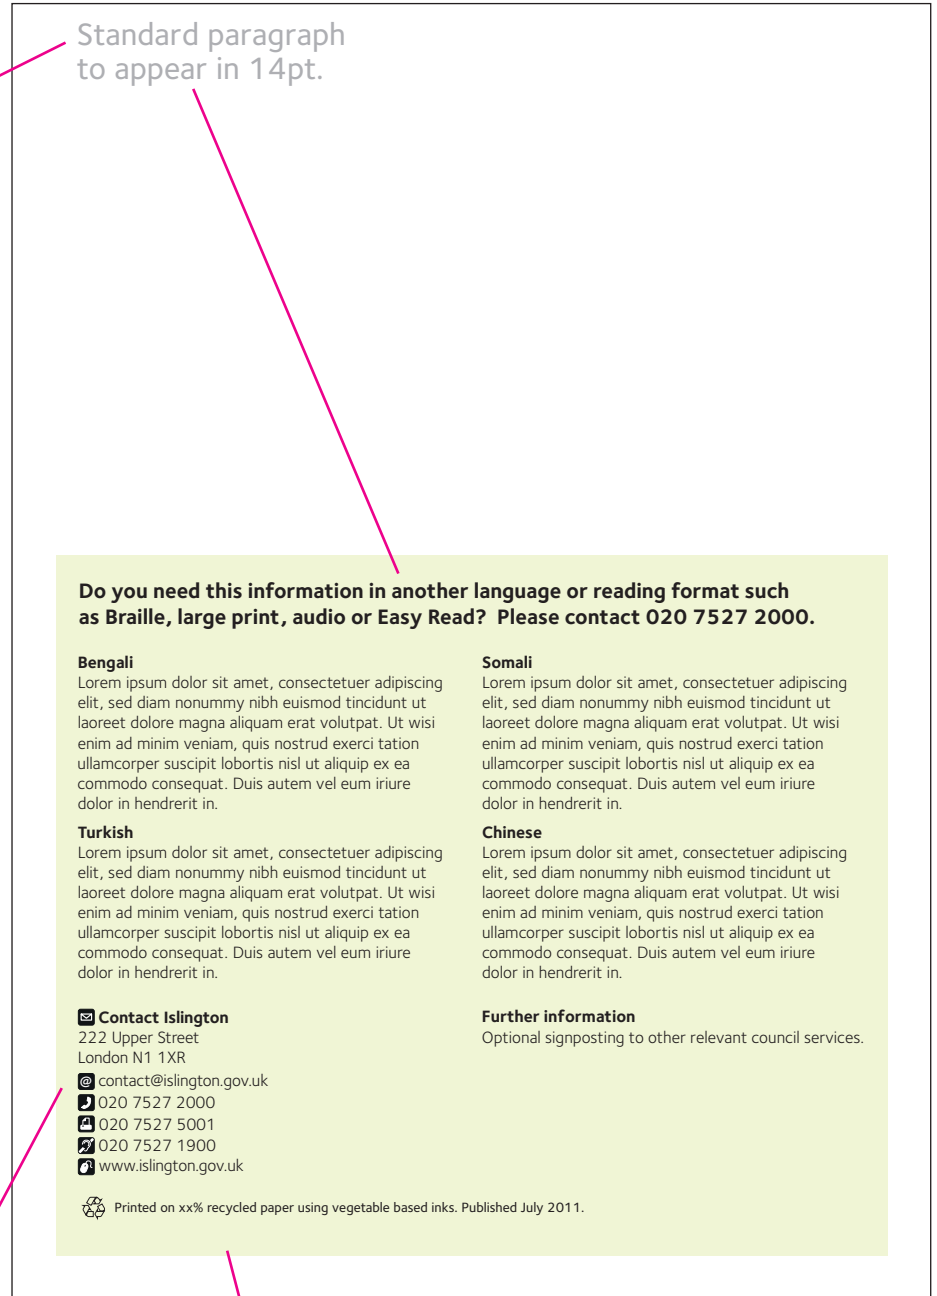 Standard paragraph
to appear in 14pt.
Do you need this information in another language or reading format such
as Braille, large print, audio or Easy Read?  Please contact 020 7527 2000.
Bengali
Lorem ipsum dolor sit amet, consectetuer adipiscing
elit, sed diam nonummy nibh euismod tincidunt ut
laoreet dolore magna aliquam erat volutpat. Ut wisi
enim ad minim veniam, quis nostrud exerci tation
ullamcorper suscipit lobortis nisl ut aliquip ex ea
commodo consequat. Duis autem vel eum iriure
dolor in hendrerit in.
Turkish
Lorem ipsum dolor sit amet, consectetuer adipiscing
elit, sed diam nonummy nibh euismod tincidunt ut
laoreet dolore magna aliquam erat volutpat. Ut wisi
enim ad minim veniam, quis nostrud exerci tation
ullamcorper suscipit lobortis nisl ut aliquip ex ea
commodo consequat. Duis autem vel eum iriure
dolor in hendrerit in.
Somali
Lorem ipsum dolor sit amet, consectetuer adipiscing
elit, sed diam nonummy nibh euismod tincidunt ut
laoreet dolore magna aliquam erat volutpat. Ut wisi
enim ad minim veniam, quis nostrud exerci tation
ullamcorper suscipit lobortis nisl ut aliquip ex ea
commodo consequat. Duis autem vel eum iriure
dolor in hendrerit in.
Chinese
Lorem ipsum dolor sit amet, consectetuer adipiscing
elit, sed diam nonummy nibh euismod tincidunt ut
laoreet dolore magna aliquam erat volutpat. Ut wisi
enim ad minim veniam, quis nostrud exerci tation
ullamcorper suscipit lobortis nisl ut aliquip ex ea
commodo consequat. Duis autem vel eum iriure
dolor in hendrerit in.
Contact Islington
222 Upper Street
London N1 1XR
@ contact@islington.gov.uk
020 7527 2000
020 7527 5001
020 7527 1900
www.islington.gov.uk
Further information
Optional signposting to other relevant council services.
Printed on xx% recycled paper using vegetable based inks. Published July 2011.